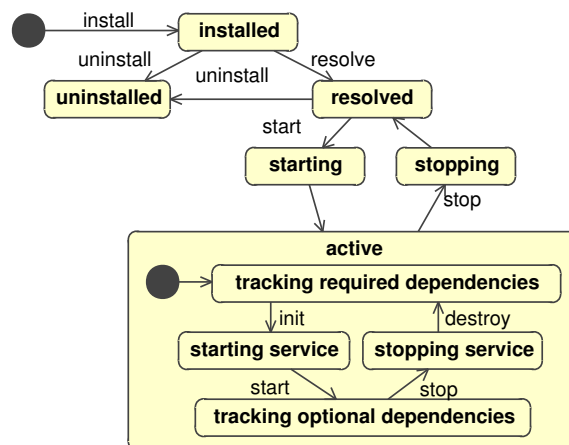 install
installed
uninstall
resolve
uninstall
uninstalled
resolved
start
starting
stopping
stop
active
tracking required dependencies
init
destroy
starting service
stopping service
start
stop
tracking optional dependencies